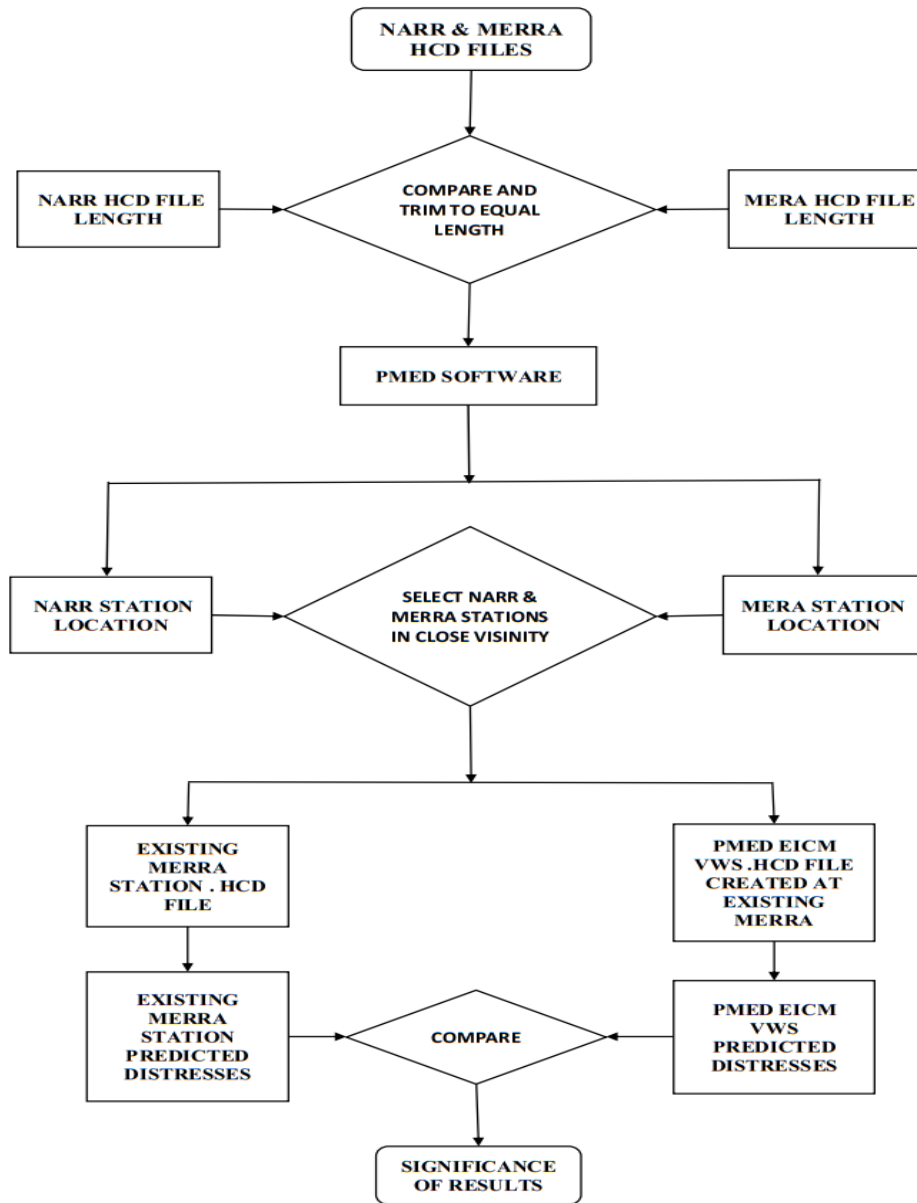 NARR & MERRA
HCD FILES
NARR HCD FILE
LENGTH
COMPARE AND
TRIM TO EQUAL
LENGTH
MERA HCD FILE
LENGTH
PMED SOFTWARE
NARR STATION
LOCATION
SELECT NARR &
MERRA STATIONS
IN CLOSE VISINITY
MERA STATION
LOCATION
EXISTING
MERRA
STATION . HCD
FILE
PMED EICM
VWS .HCD FILE
CREATED AT
EXISTING
MERRA
EXISTING
MERRA
STATION
PREDICTED
DISTRESSES
COMPARE
PMED EICM
VWS
PREDICTED
DISTRESSES
SIGNIFICANCE
OF RESULTS